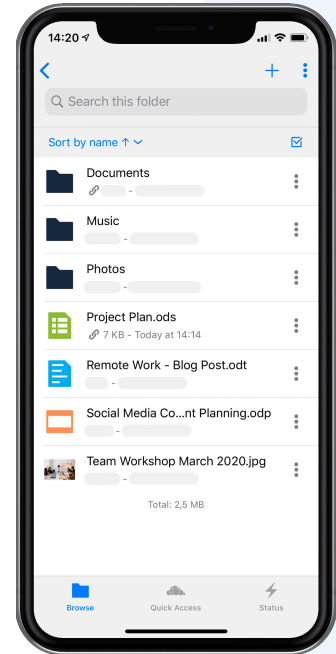 14:20
Search this folder
Sort by name ↑
Documents
-
Music
-
Photos
-
Project Plan.ods
7 KB - Today at 14:14
Remote Work - Blog Post.odt
-
Social Media Co...nt Planning.odp
-
Team Workshop March 2020.jpg
-
Total: 2,5 MB
Browse Quick Access Status